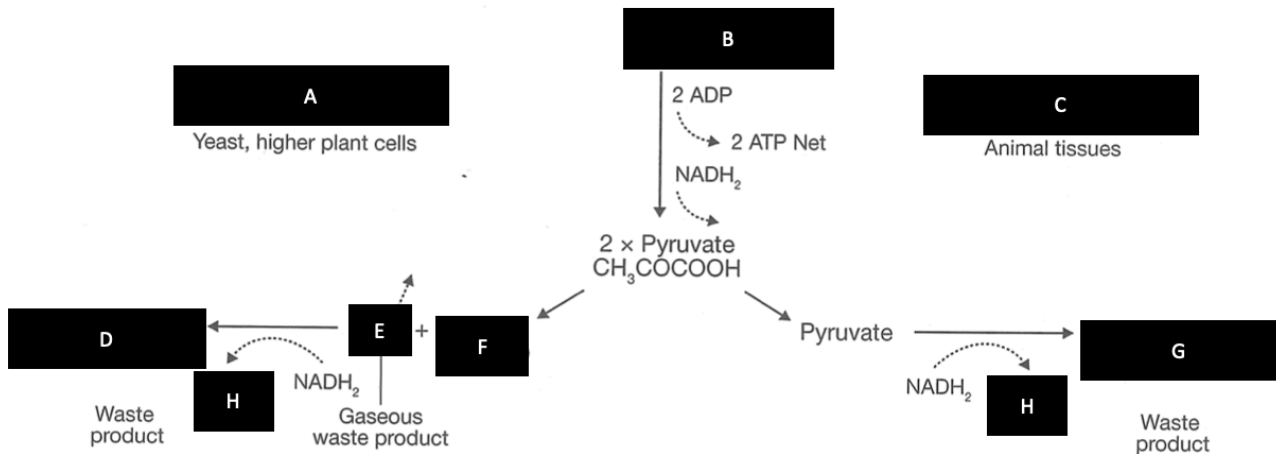 B
A
C
2 ADP
Yeast, higher plant cells
2 ATP Net
Animal tissues
NADH₂
2 × Pyruvate
CH₃COCOOH
D
E
+
F
Pyruvate
G
H
NADH₂
NADH₂
H
Waste
product
Gaseous
waste product
Waste
product